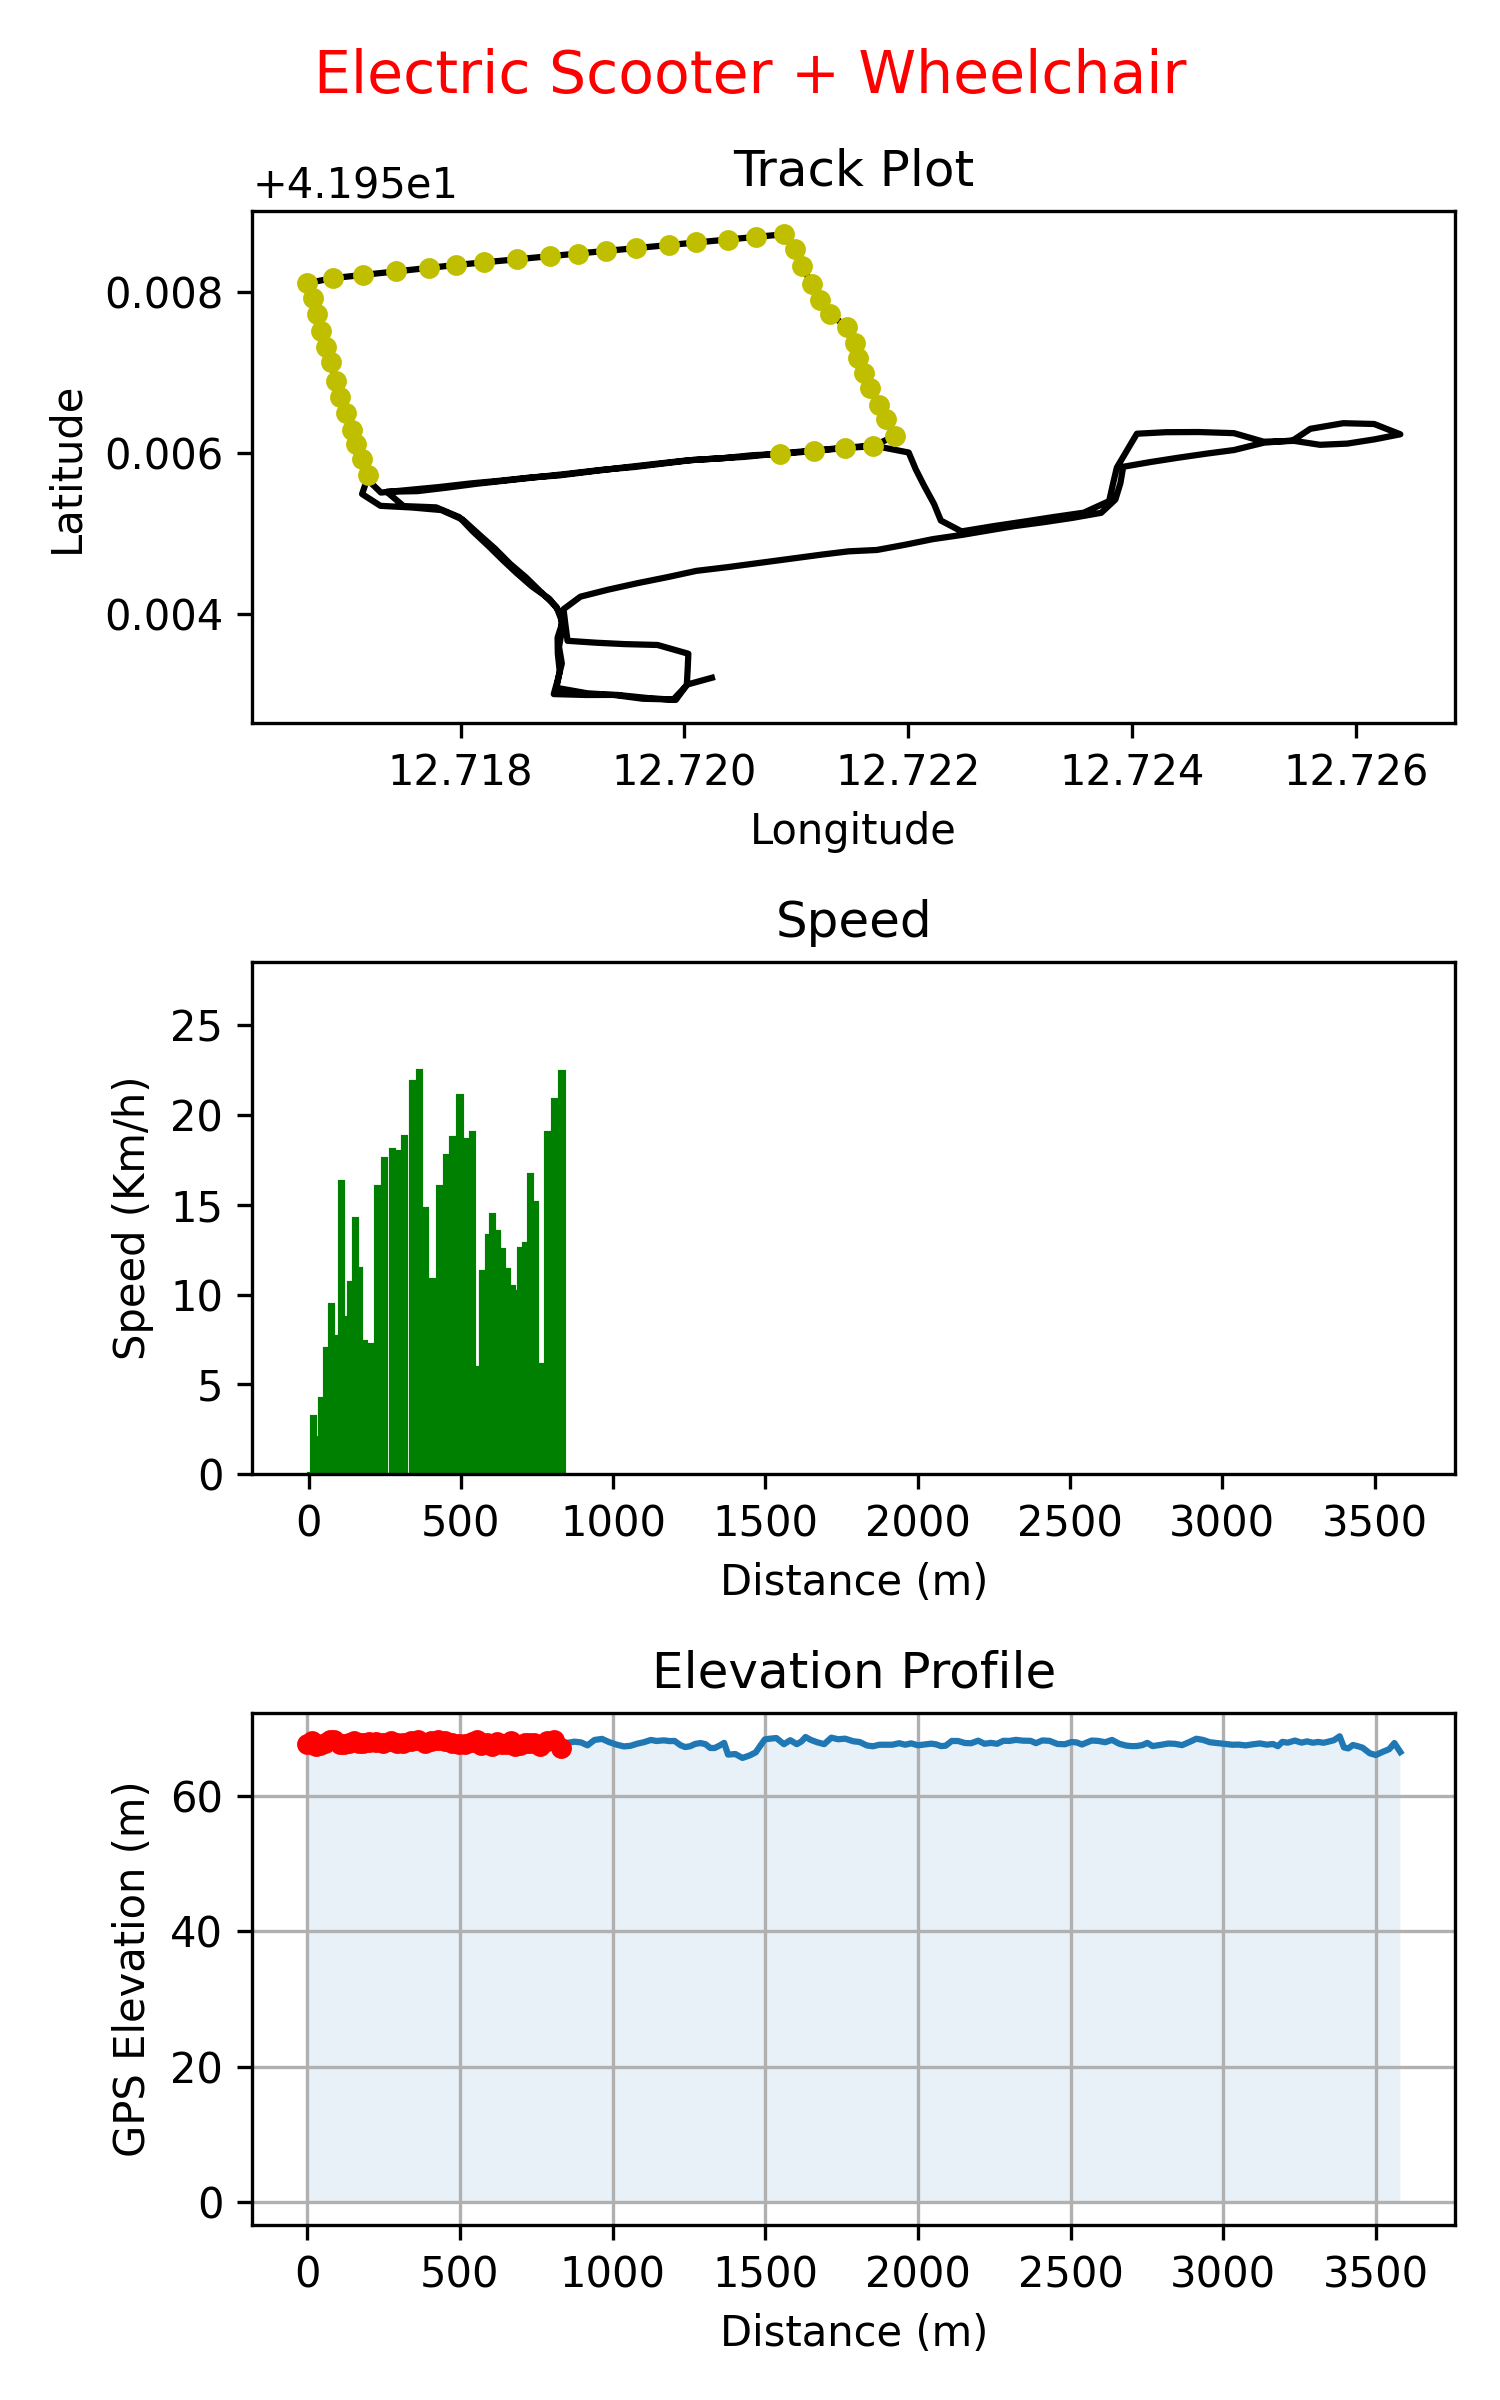 Electric Scooter + Wheelchair
Track Plot
+4.195e1
0.008
0.006
0.004
Latitude
12.718 12.720 12.722 12.724 12.726
Longitude
Speed
25
20
15
10
5
0
Speed (Km/h)
0 500 1000 1500 2000 2500 3000 3500
Distance (m)
Elevation Profile
60
40
20
0
GPS Elevation (m)
0 500 1000 1500 2000 2500 3000 3500
Distance (m)